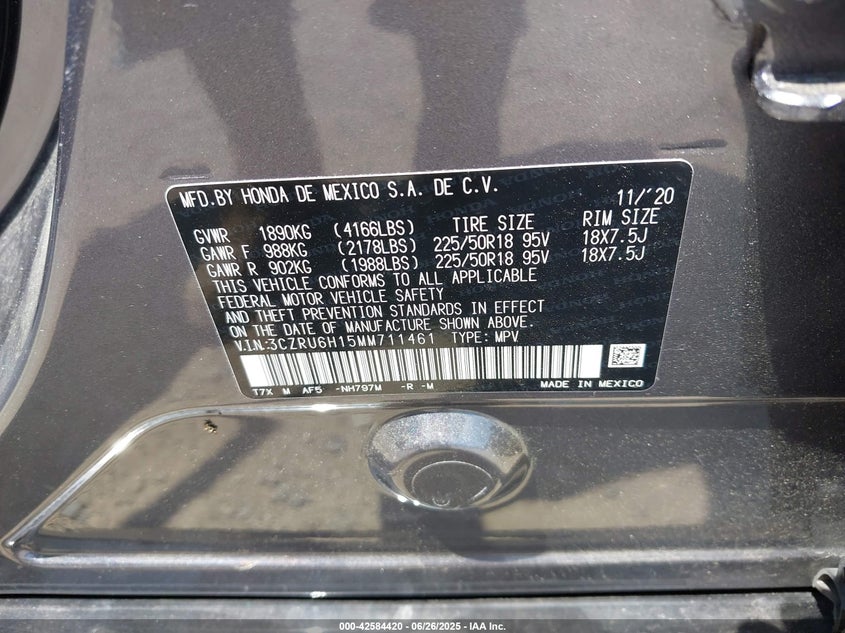 MFD.BY HONDA DE MEXICO S.A. DE C.V. 11/'20
GVWR 1890KG (4166LBS) TIRE SIZE RIM SIZE
GAWR F 988KG (2178LBS) 225/50R18 95V 18X7.5J
GAWR R 902KG (1988LBS) 225/50R18 95V 18X7.5J
THIS VEHICLE CONFORMS TO ALL APPLICABLE
FEDERAL MOTOR VEHICLE SAFETY
AND THEFT PREVENTION STANDARDS IN EFFECT
ON THE DATE OF MANUFACTURE SHOWN ABOVE.
V.I.N:3CZRU6H15MM711461 TYPE: MPV
T7X M AF5 -NH797M -R -M MADE IN MEXICO
000-42584420 - 06/26/2025 - IAA Inc.